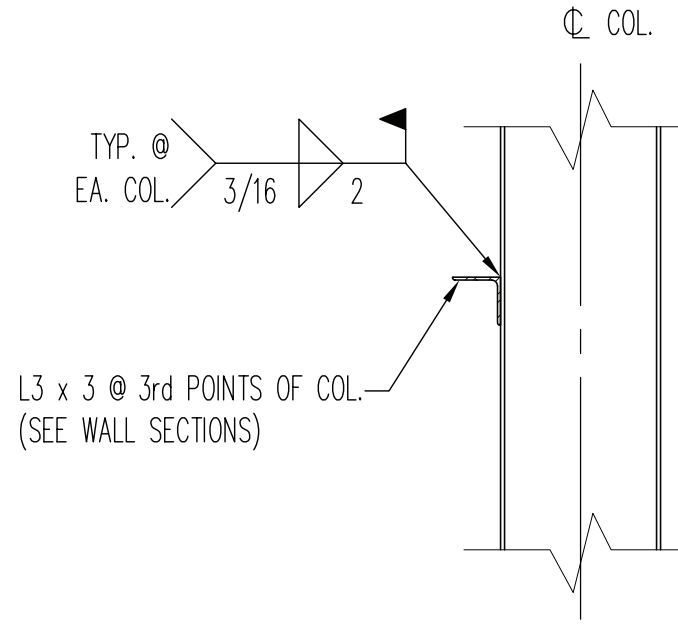 ℄ COL.
TYP. @
EA. COL.
3/16
2
L3 x 3 @ 3rd POINTS OF COL.
(SEE WALL SECTIONS)